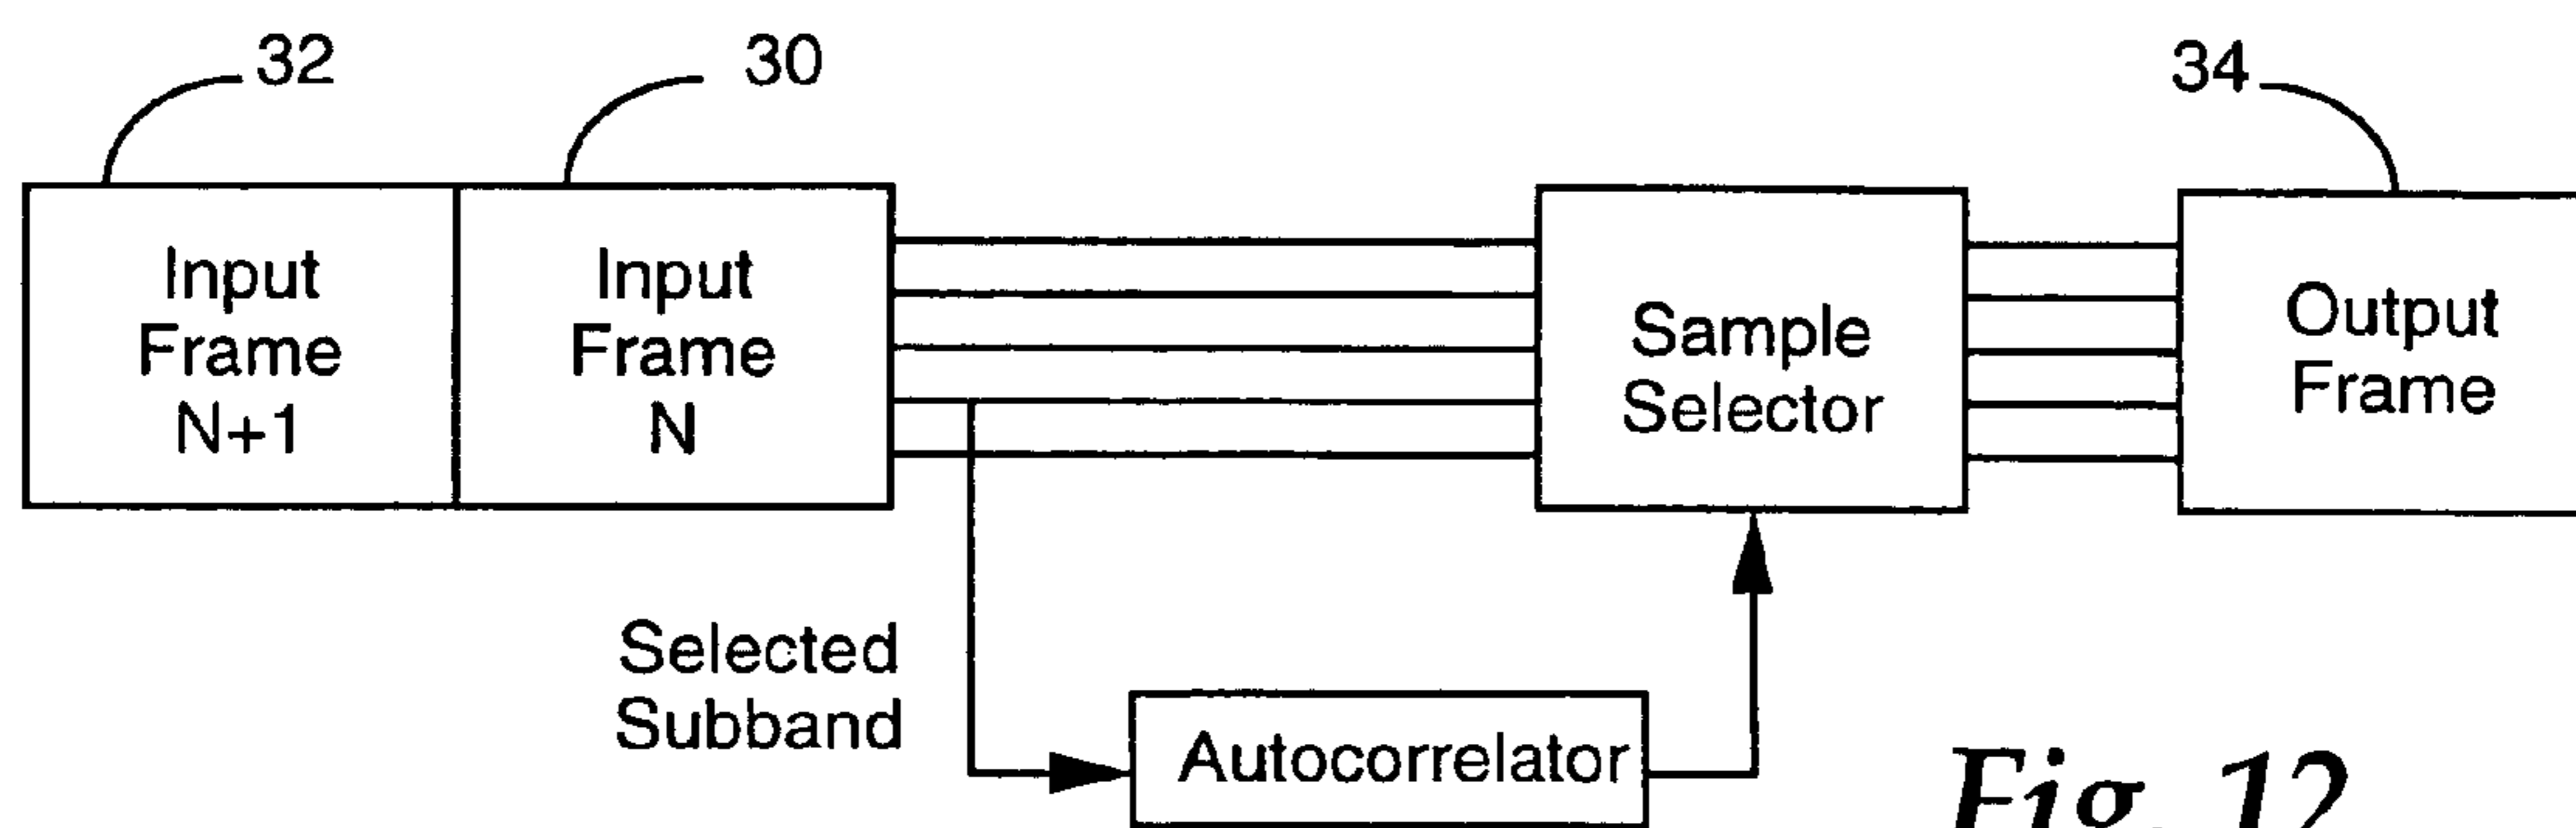 32
30
34
Input
Frame
N+1
Input
Frame
N
Sample
Selector
Output
Frame
Selected
Subband
Autocorrelator
Fig. 12